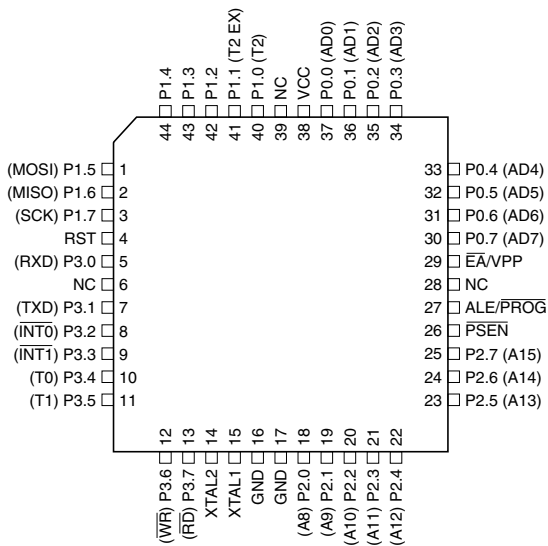 P1.4
P1.3
P1.2
P1.1 (T2 EX)
P1.0 (T2)
NC
VCC
P0.0 (AD0)
P0.1 (AD1)
P0.2 (AD2)
P0.3 (AD3)
44
43
42
41
40
39
38
37
36
35
34
(MOSI) P1.5 1
(MISO) P1.6 2
(SCK) P1.7 3
RST 4
(RXD) P3.0 5
NC 6
(TXD) P3.1 7
(I̅N̅T̅0̅) P3.2 8
(I̅N̅T̅1̅) P3.3 9
(T0) P3.4 10
(T1) P3.5 11
33 P0.4 (AD4)
32 P0.5 (AD5)
31 P0.6 (AD6)
30 P0.7 (AD7)
29 E̅A̅/VPP
28 NC
27 ALE/P̅R̅O̅G̅
26 P̅S̅E̅N̅
25 P2.7 (A15)
24 P2.6 (A14)
23 P2.5 (A13)
12
13
14
15
16
17
18
19
20
21
22
(W̅R̅) P3.6
(R̅D̅) P3.7
XTAL2
XTAL1
GND
GND
(A8) P2.0
(A9) P2.1
(A10) P2.2
(A11) P2.3
(A12) P2.4